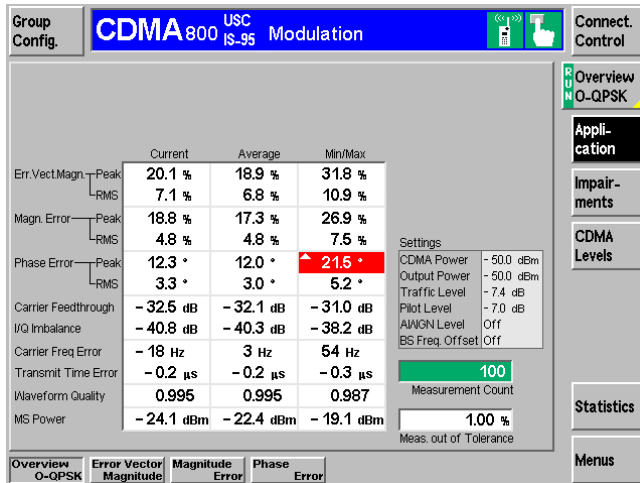 Group Config.
CDMA 800 USC IS-95 Modulation
Connect. Control
RUN
Overview O-QPSK
Appli-cation
Impair-ments
CDMA Levels
Statistics
Menus
Current Average Min/Max
Err.Vect.Magn. Peak 20.1 % 18.9 % 31.8 %
RMS 7.1 % 6.8 % 10.9 %
Magn. Error Peak 18.8 % 17.3 % 26.9 %
RMS 4.8 % 4.8 % 7.5 %
Phase Error Peak 12.3 ° 12.0 ° 21.5 °
RMS 3.3 ° 3.0 ° 5.2 °
Carrier Feedthrough - 32.5 dB - 32.1 dB - 31.0 dB
I/Q Imbalance - 40.8 dB - 40.3 dB - 38.2 dB
Carrier Freq Error - 18 Hz 3 Hz 54 Hz
Transmit Time Error - 0.2 µs - 0.2 µs - 0.3 µs
Waveform Quality 0.995 0.995 0.987
MS Power - 24.1 dBm - 22.4 dBm - 19.1 dBm
Settings
CDMA Power - 50.0 dBm
Output Power - 50.0 dBm
Traffic Level - 7.4 dB
Pilot Level - 7.0 dB
AWGN Level Off
BS Freq. Offset Off
100
Measurement Count
1.00 %
Meas. out of Tolerance
Overview O-QPSK
Error Vector Magnitude
Magnitude Error
Phase Error